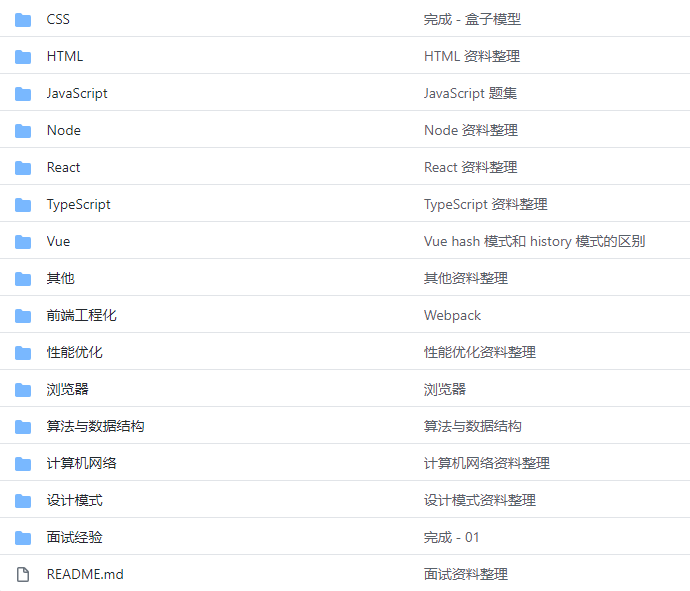 CSS 完成 - 盒子模型
HTML HTML 资料整理
JavaScript JavaScript 题集
Node Node 资料整理
React React 资料整理
TypeScript TypeScript 资料整理
Vue Vue hash 模式和 history 模式的区别
其他 其他资料整理
前端工程化 Webpack
性能优化 性能优化资料整理
浏览器 浏览器
算法与数据结构 算法与数据结构
计算机网络 计算机网络资料整理
设计模式 设计模式资料整理
面试经验 完成 - 01
README.md 面试资料整理